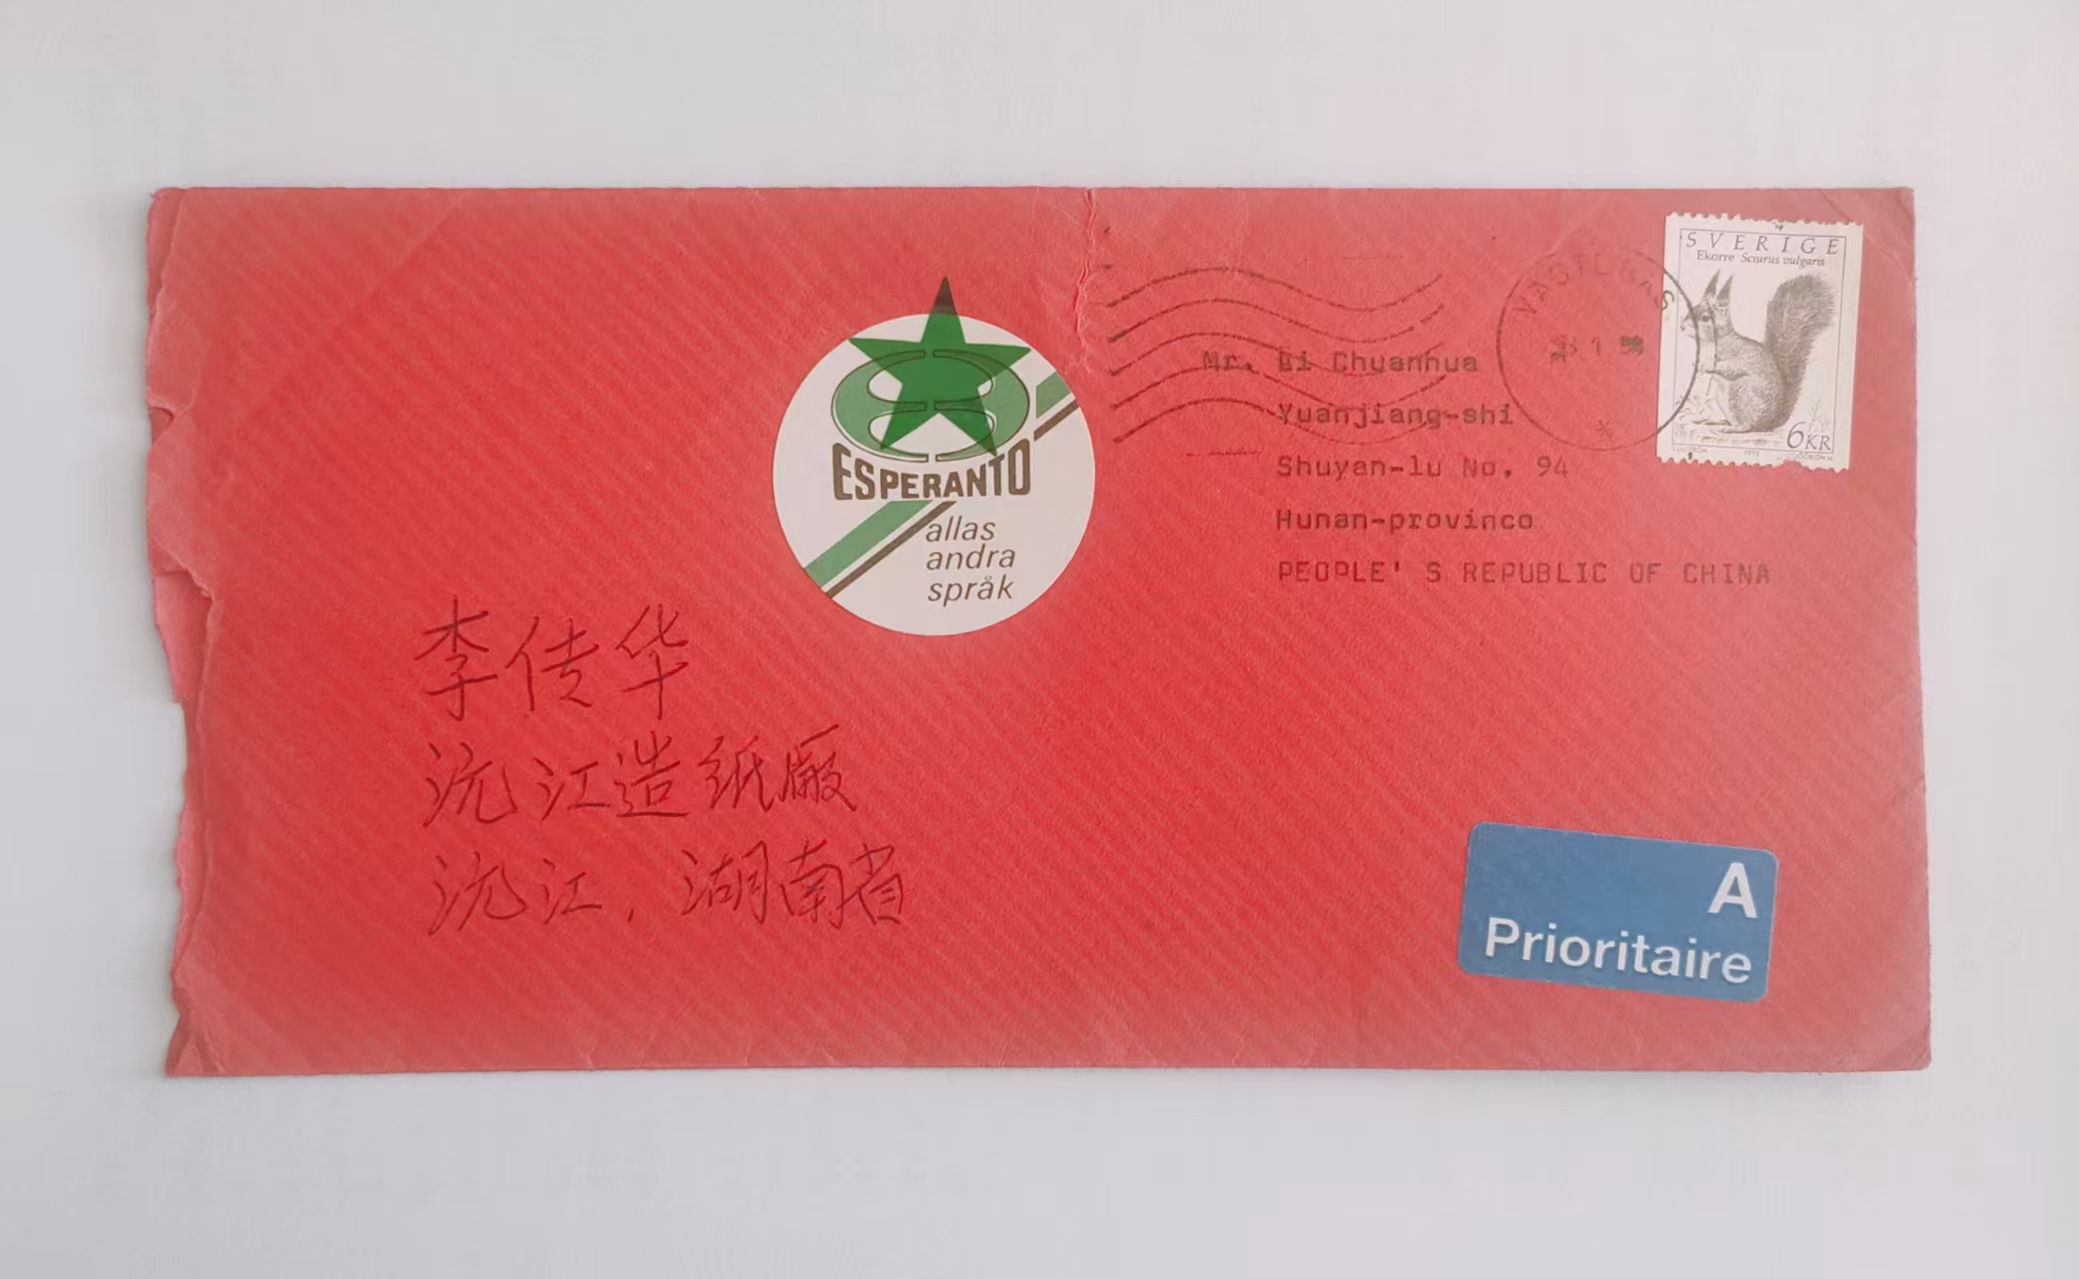 SVERIGE
Ekorre Sciurus vulgaris
6KR
VÄSTERÅS
Mr. Li Chuanhua
Yuanjiang-shi
Shuyan-lu No. 94
Hunan-provinco
PEOPLE'S REPUBLIC OF CHINA
ESPERANTO
allas
andra
språk
李传华
沅江造纸厰
沅江,湖南省
A
Prioritaire